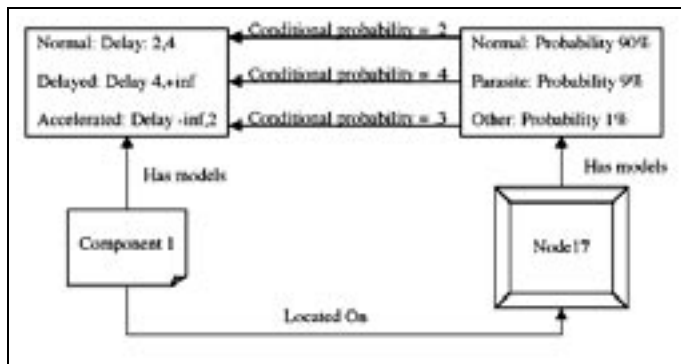 Normal: Delay: 2,4
Delayed: Delay 4,+inf
Accelerated: Delay -inf,2
Conditional probability = .2
Conditional probability = .4
Conditional probability = .3
Normal: Probability 90%
Parasite: Probability 9%
Other: Probability 1%
Has models
Has models
Component 1
Node17
Located On